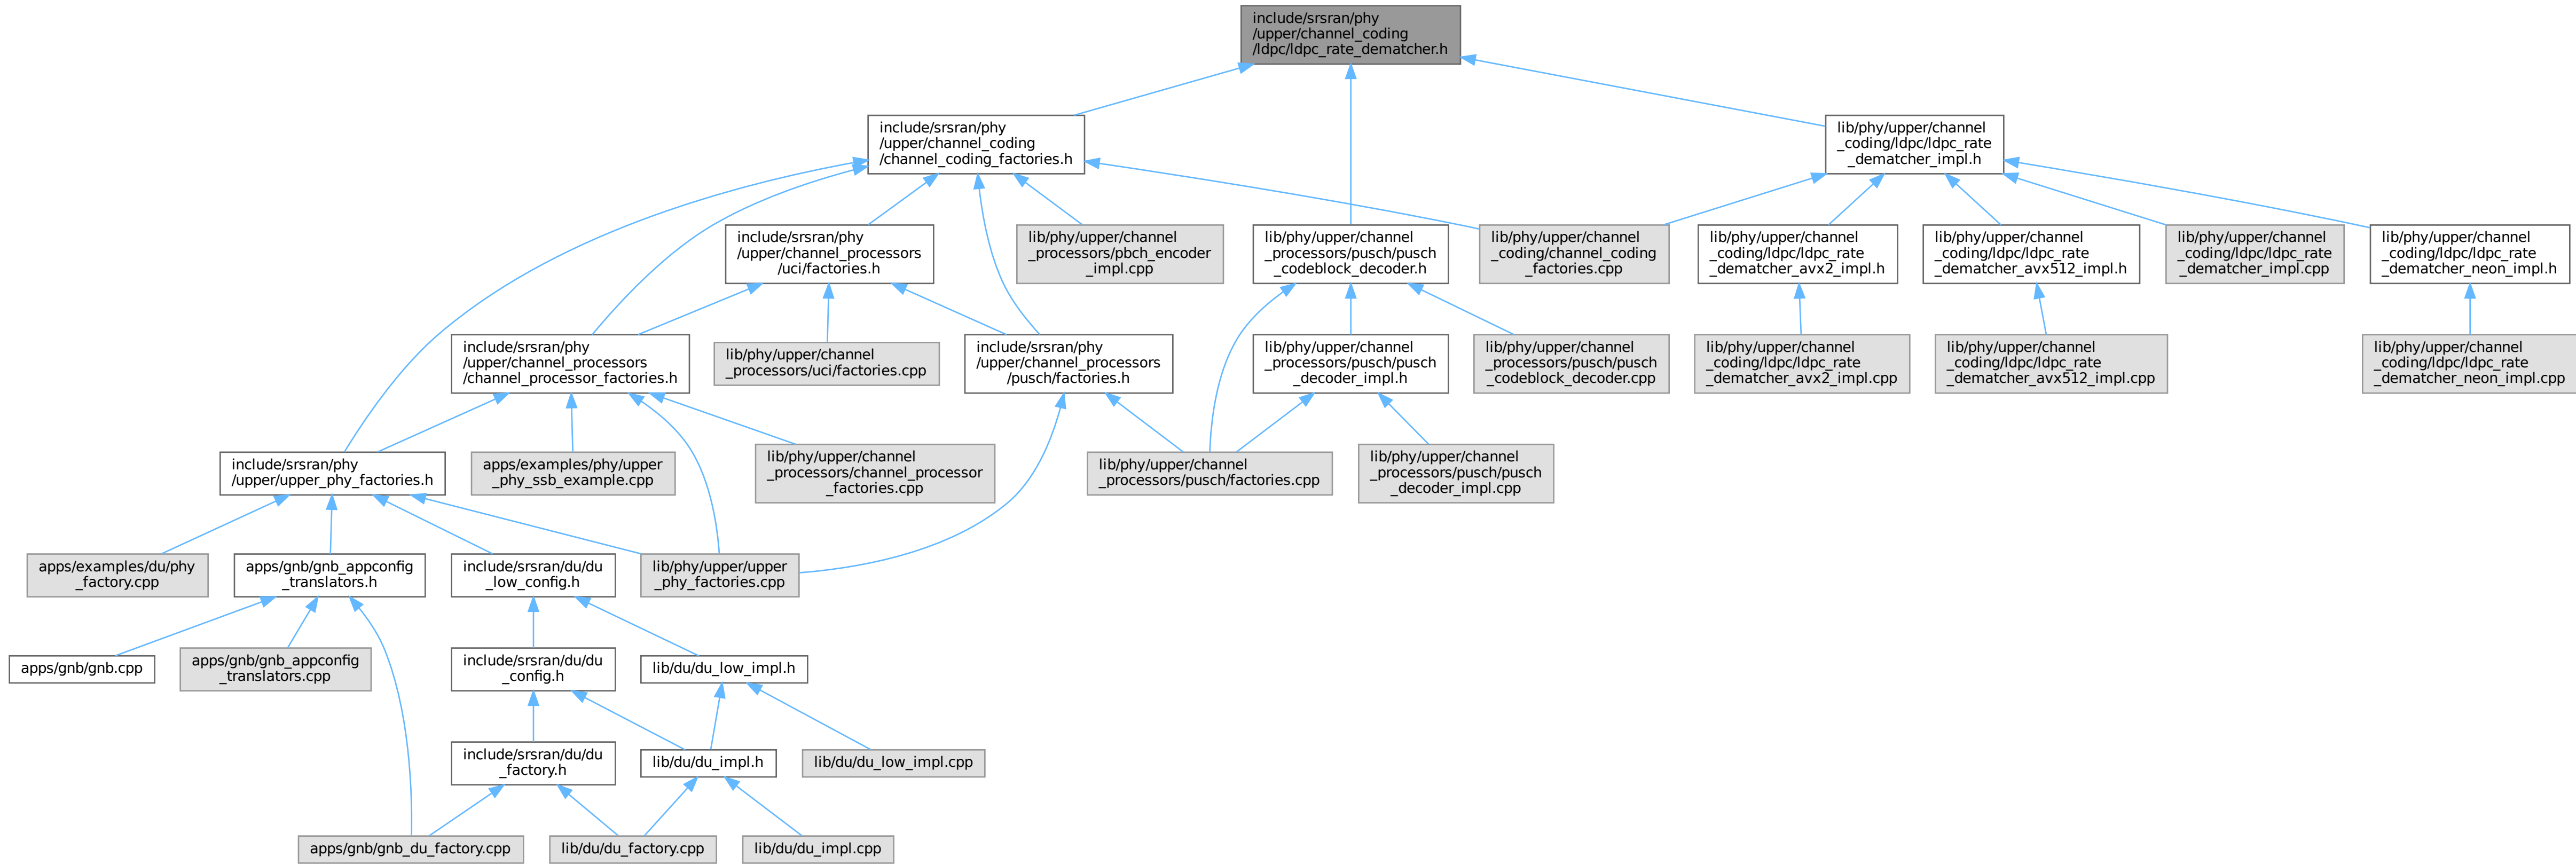 include/srsran/phy
/upper/channel_coding
/ldpc/ldpc_rate_dematcher.h
include/srsran/phy
/upper/channel_coding
/channel_coding_factories.h
lib/phy/upper/channel
_coding/ldpc/ldpc_rate
_dematcher_impl.h
include/srsran/phy
/upper/channel_processors
/uci/factories.h
lib/phy/upper/channel
_processors/pbch_encoder
_impl.cpp
lib/phy/upper/channel
_processors/pusch/pusch
_codeblock_decoder.h
lib/phy/upper/channel
_coding/channel_coding
_factories.cpp
lib/phy/upper/channel
_coding/ldpc/ldpc_rate
_dematcher_avx2_impl.h
lib/phy/upper/channel
_coding/ldpc/ldpc_rate
_dematcher_avx512_impl.h
lib/phy/upper/channel
_coding/ldpc/ldpc_rate
_dematcher_impl.cpp
lib/phy/upper/channel
_coding/ldpc/ldpc_rate
_dematcher_neon_impl.h
include/srsran/phy
/upper/channel_processors
/channel_processor_factories.h
lib/phy/upper/channel
_processors/uci/factories.cpp
include/srsran/phy
/upper/channel_processors
/pusch/factories.h
lib/phy/upper/channel
_processors/pusch/pusch
_decoder_impl.h
lib/phy/upper/channel
_processors/pusch/pusch
_codeblock_decoder.cpp
lib/phy/upper/channel
_coding/ldpc/ldpc_rate
_dematcher_avx2_impl.cpp
lib/phy/upper/channel
_coding/ldpc/ldpc_rate
_dematcher_avx512_impl.cpp
lib/phy/upper/channel
_coding/ldpc/ldpc_rate
_dematcher_neon_impl.cpp
include/srsran/phy
/upper/upper_phy_factories.h
apps/examples/phy/upper
_phy_ssb_example.cpp
lib/phy/upper/channel
_processors/channel_processor
_factories.cpp
lib/phy/upper/channel
_processors/pusch/factories.cpp
lib/phy/upper/channel
_processors/pusch/pusch
_decoder_impl.cpp
apps/examples/du/phy
_factory.cpp
apps/gnb/gnb_appconfig
_translators.h
include/srsran/du/du
_low_config.h
lib/phy/upper/upper
_phy_factories.cpp
apps/gnb/gnb.cpp
apps/gnb/gnb_appconfig
_translators.cpp
include/srsran/du/du
_config.h
lib/du/du_low_impl.h
include/srsran/du/du
_factory.h
lib/du/du_impl.h
lib/du/du_low_impl.cpp
apps/gnb/gnb_du_factory.cpp
lib/du/du_factory.cpp
lib/du/du_impl.cpp